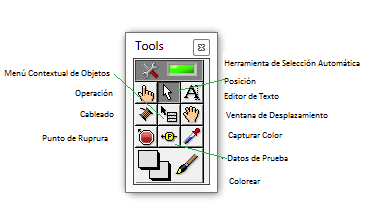 Tools
Herramienta de Selección Automática
Menú Contextual de Objetos
Posición
Operación
Editor de Texto
Cableado
Ventana de Desplazamiento
Punto de Ruprura
Capturar Color
Datos de Prueba
Colorear
A
P